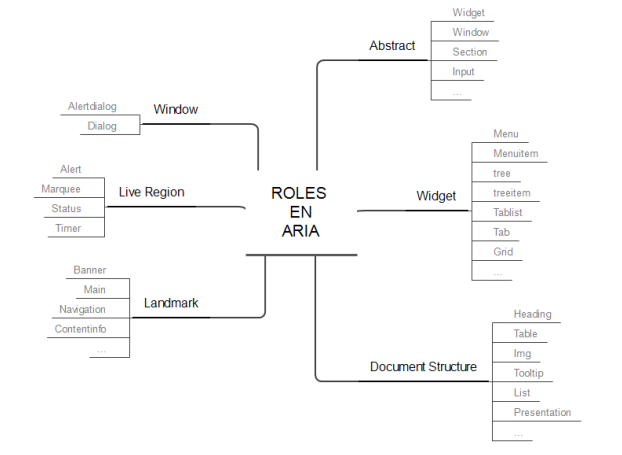 ROLES
EN
ARIA
Abstract
Widget
Window
Section
Input
...
Widget
Menu
Menuitem
tree
treeitem
Tablist
Tab
Grid
...
Document Structure
Heading
Table
Img
Tooltip
List
Presentation
...
Window
Alertdialog
Dialog
Live Region
Alert
Marquee
Status
Timer
Landmark
Banner
Main
Navigation
Contentinfo
...